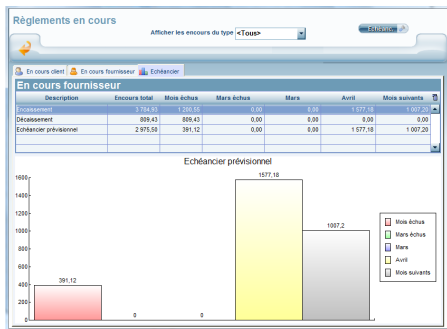 Règlements en cours
Afficher les encours du type <Tous>
En cours client En cours fournisseur Echéancier
En cours fournisseur
Description Encours total Mois échus Mars échus Mars Avril Mois suivants
Encaissement 3 784,93 1 200,55 0,00 0,00 1 577,18 1 007,20
Décaissement 809,43 809,43 0,00 0,00 0,00 0,00
Echéancier prévisionnel 2 975,50 391,12 0,00 0,00 1 577,18 1 007,20
Echéancier prévisionnel
1600
1577,18
1400
1200
1007,2
1000
800
600
391,12
400
200
0 0
0
Mois échus
Mars échus
Mars
Avril
Mois suivants